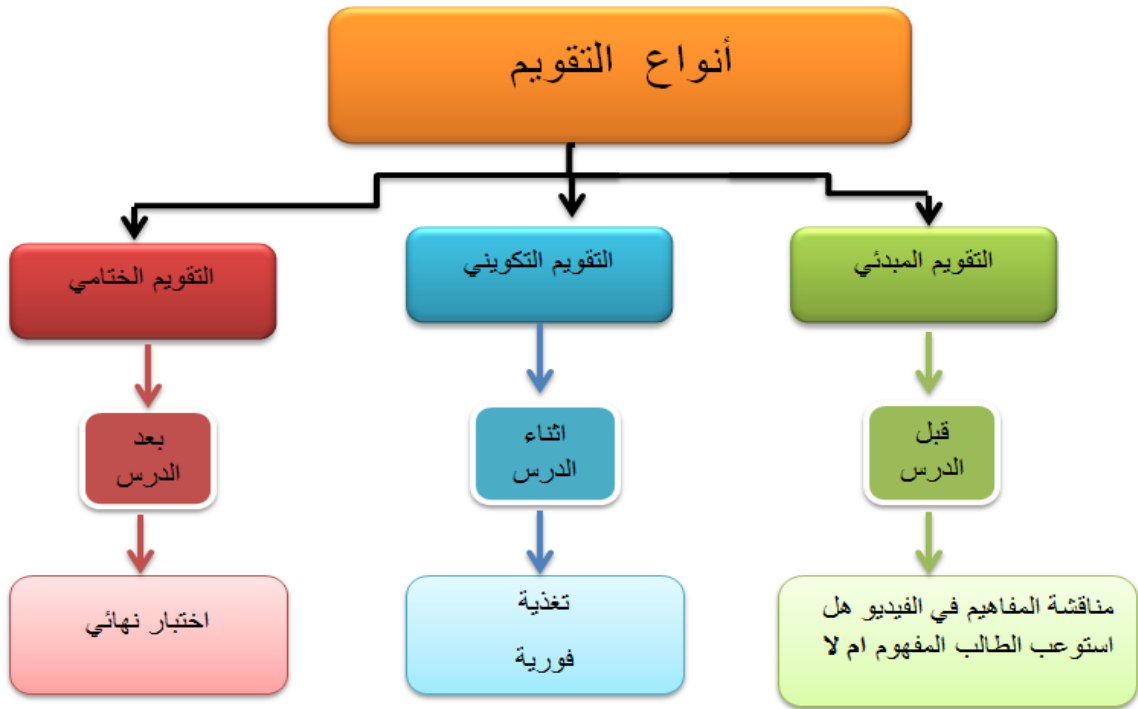 أنواع التقويم
التقويم المبدئي
التقويم التكويني
التقويم الختامي
قبل
الدرس
اثناء
الدرس
بعد
الدرس
مناقشة المفاهيم في الفيديو هل
استوعب الطالب المفهوم ام لا
تغذية
فورية
اختبار نهائي